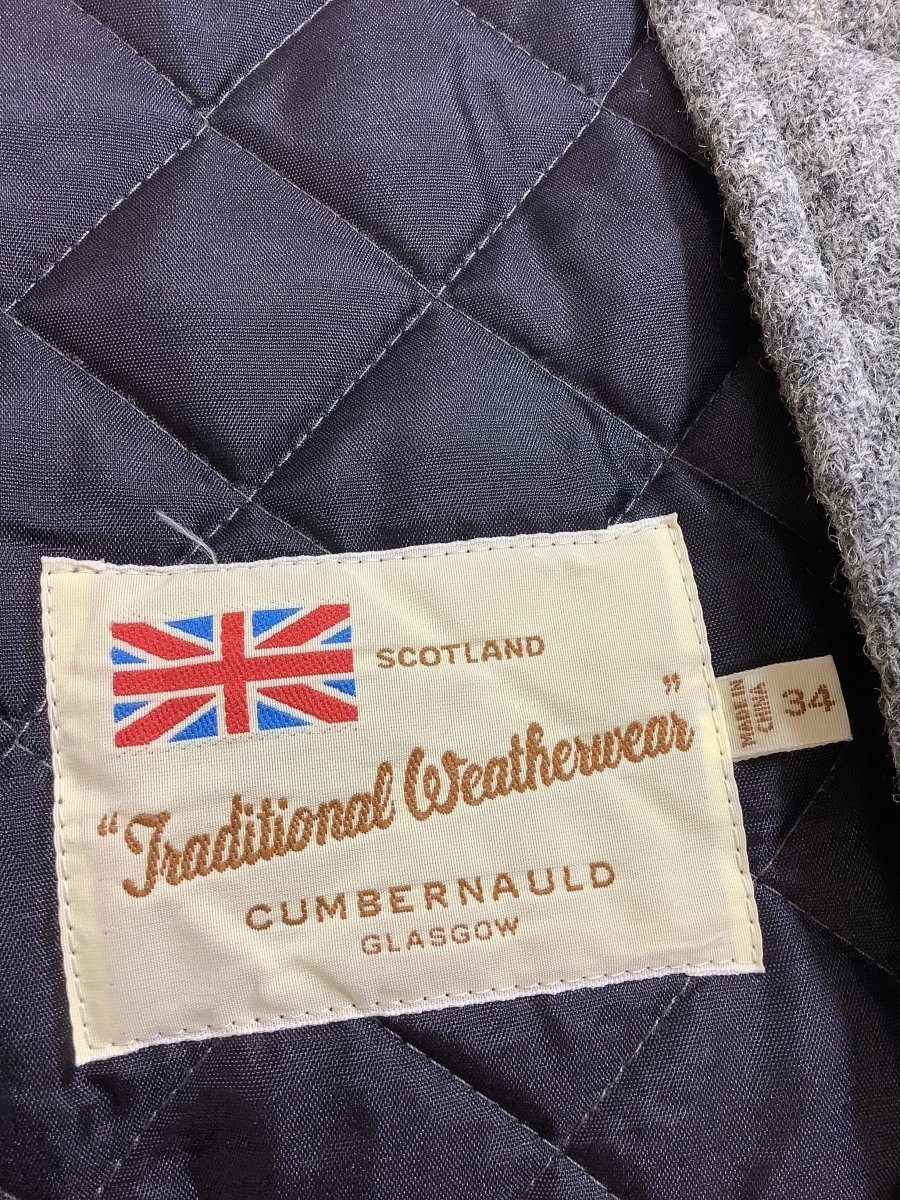 SCOTLAND
"Traditional Weatherwear"
CUMBERNAULD
GLASGOW
MADE IN
CHINA
34